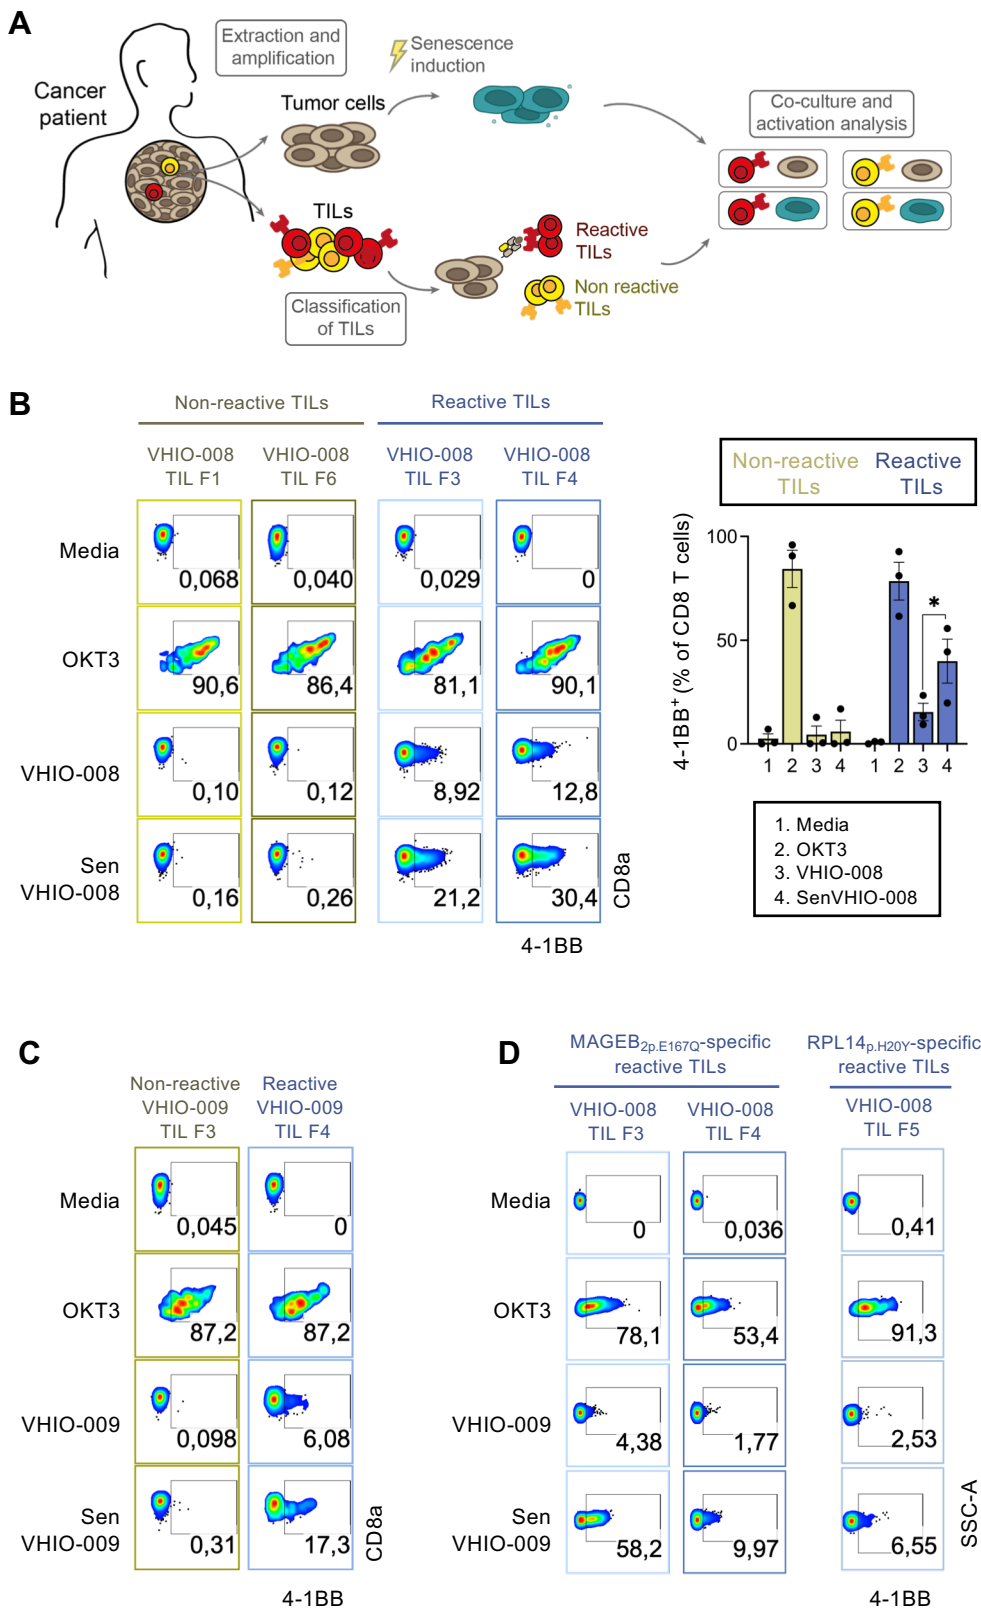 A
Extraction and
amplification
Senescence
induction
Cancer
patient
Tumor cells
Co-culture and
activation analysis
TILs
Reactive
TILs
Non reactive
TILs
Classification
of TILs
B
Non-reactive TILs
Reactive TILs
VHIO-008
TIL F1
VHIO-008
TIL F6
VHIO-008
TIL F3
VHIO-008
TIL F4
Media
0,068
0,040
0,029
0
OKT3
90,6
86,4
81,1
90,1
VHIO-008
0,10
0,12
8,92
12,8
Sen
VHIO-008
0,16
0,26
21,2
30,4
CD8a
4-1BB
Non-reactive
TILs
Reactive
TILs
4-1BB+ (% of CD8 T cells)
100
50
0
*
1 2 3 4 1 2 3 4
1. Media
2. OKT3
3. VHIO-008
4. SenVHIO-008
C
Non-reactive
VHIO-009
TIL F3
Reactive
VHIO-009
TIL F4
Media
0,045
0
OKT3
87,2
87,2
VHIO-009
0,098
6,08
Sen
VHIO-009
0,31
17,3
CD8a
4-1BB
D
MAGEB2p.E167Q-specific
reactive TILs
RPL14p.H20Y-specific
reactive TILs
VHIO-008
TIL F3
VHIO-008
TIL F4
VHIO-008
TIL F5
Media
0
0,036
0,41
OKT3
78,1
53,4
91,3
VHIO-009
4,38
1,77
2,53
Sen
VHIO-009
58,2
9,97
6,55
SSC-A
4-1BB